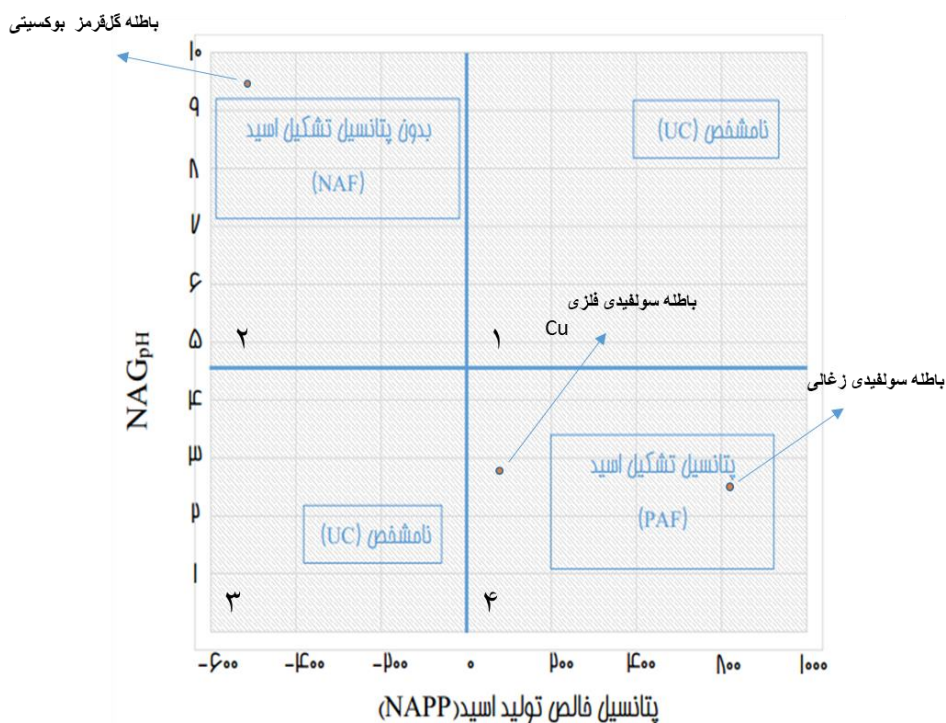 باطله گل‌قرمز بوکسیتی
۱۰
۹
بدون پتانسیل تشکیل اسید
(NAF)
نامشخص (UC)
۸
۷
۶
باطله سولفیدی فلزی
Cu
۵
۲
۱
باطله سولفیدی زغالی
NAGpH
۴
۳
پتانسیل تشکیل اسید
(PAF)
۲
نامشخص (UC)
۱
۳
۴
-۶۰۰ -۴۰۰ -۲۰۰ ۰ ۲۰۰ ۴۰۰ ۸۰۰ ۱۰۰۰
پتانسیل خالص تولید اسید(NAPP)